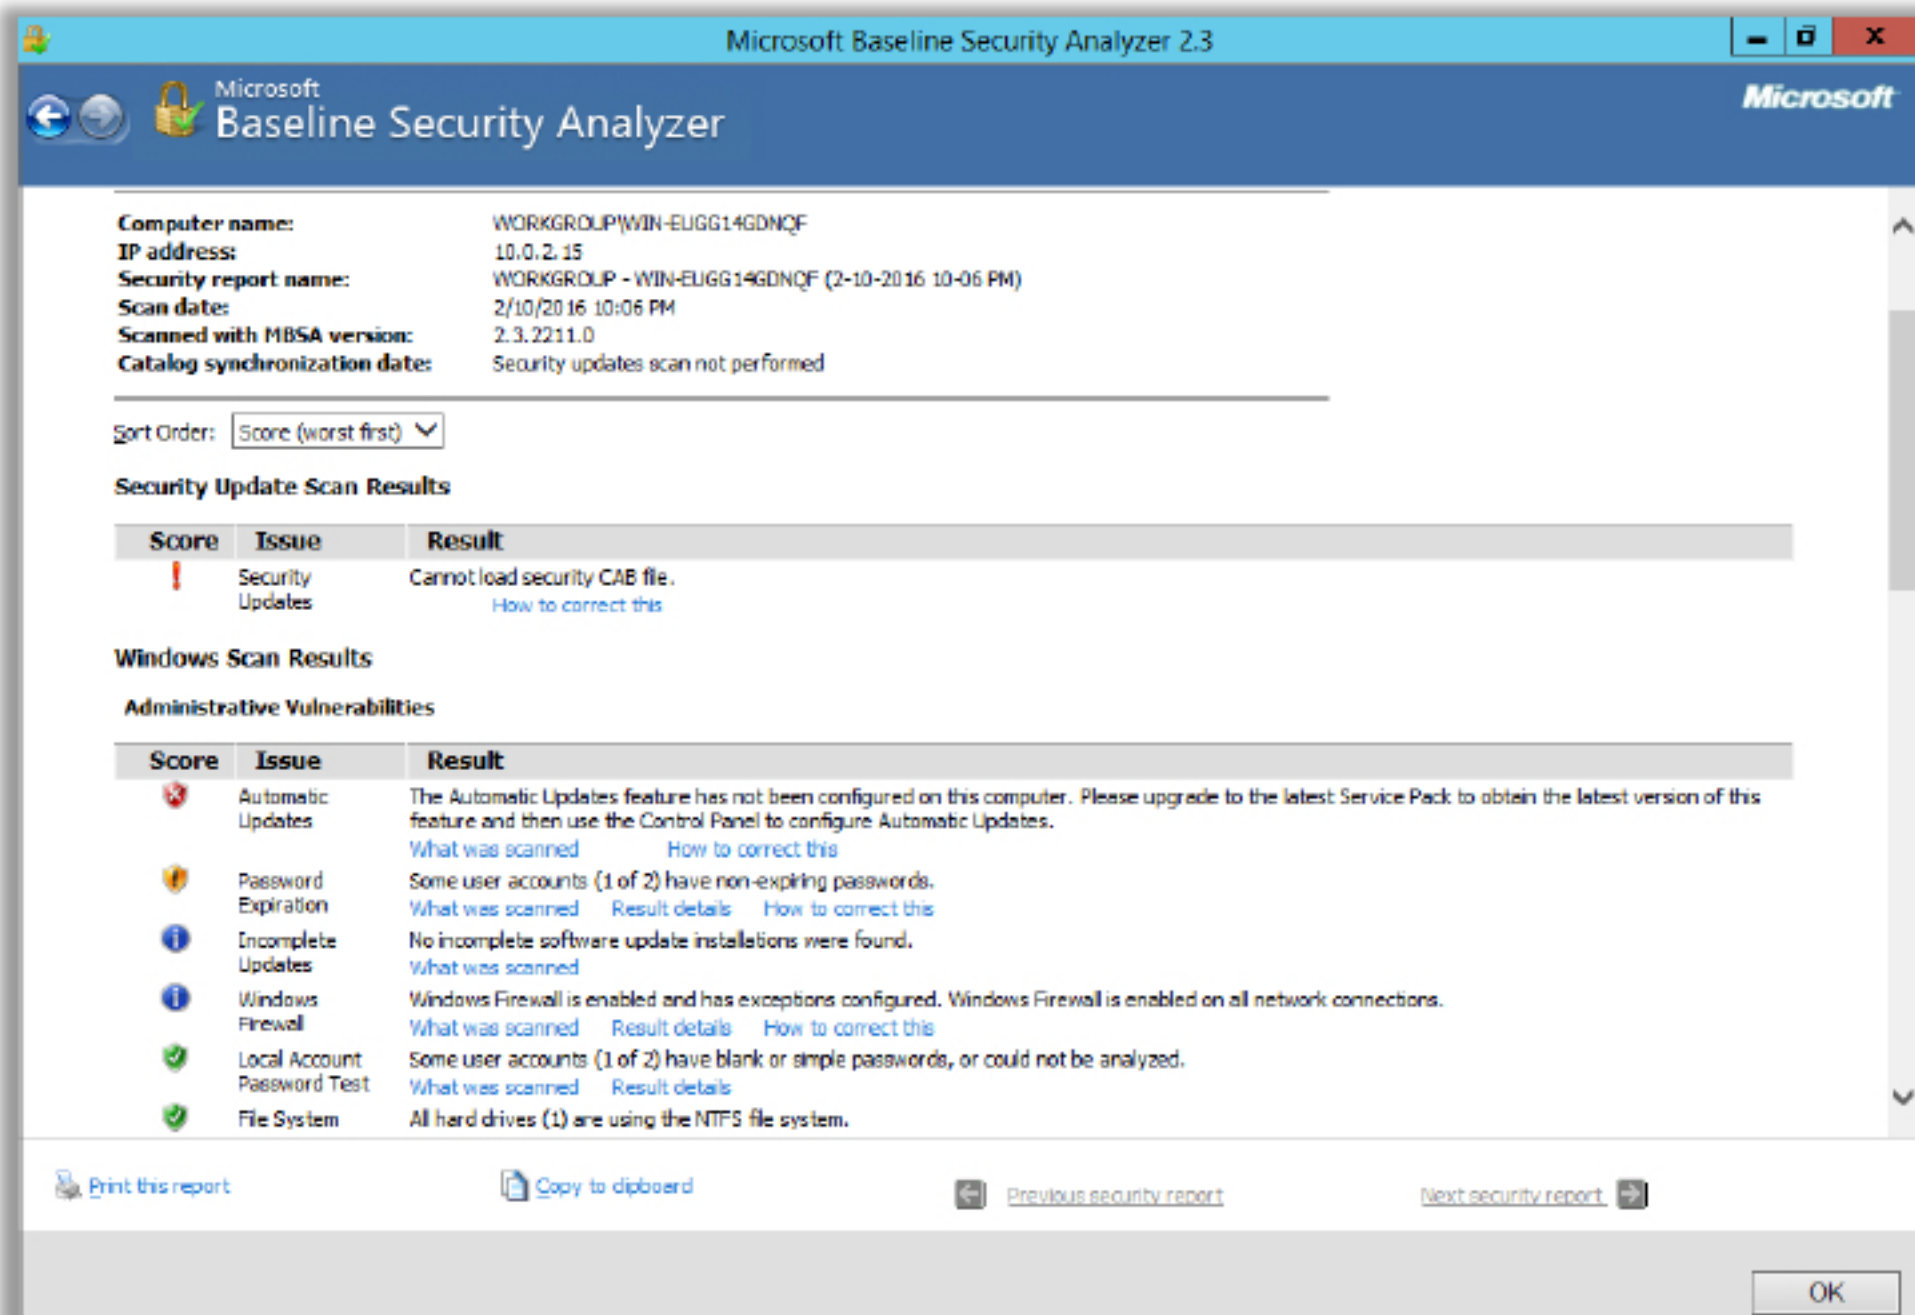 Microsoft Baseline Security Analyzer 2.3
Microsoft
Baseline Security Analyzer
Microsoft
Computer name: WORKGROUP\WIN-EUGG14GDNQF
IP address: 10.0.2.15
Security report name: WORKGROUP - WIN-EUGG14GDNQF (2-10-2016 10-06 PM)
Scan date: 2/10/2016 10:06 PM
Scanned with MBSA version: 2.3.2211.0
Catalog synchronization date: Security updates scan not performed
Sort Order: Score (worst first)
Security Update Scan Results
Score Issue Result
Security Updates Cannot load security CAB file.
How to correct this
Windows Scan Results
Administrative Vulnerabilities
Score Issue Result
Automatic Updates The Automatic Updates feature has not been configured on this computer. Please upgrade to the latest Service Pack to obtain the latest version of this
feature and then use the Control Panel to configure Automatic Updates.
What was scanned How to correct this
Password Expiration Some user accounts (1 of 2) have non-expiring passwords.
What was scanned Result details How to correct this
Incomplete Updates No incomplete software update installations were found.
What was scanned
Windows Firewall Windows Firewall is enabled and has exceptions configured. Windows Firewall is enabled on all network connections.
What was scanned Result details How to correct this
Local Account Password Test Some user accounts (1 of 2) have blank or simple passwords, or could not be analyzed.
What was scanned Result details
File System All hard drives (1) are using the NTFS file system.
Print this report Copy to clipboard Previous security report Next security report
OK